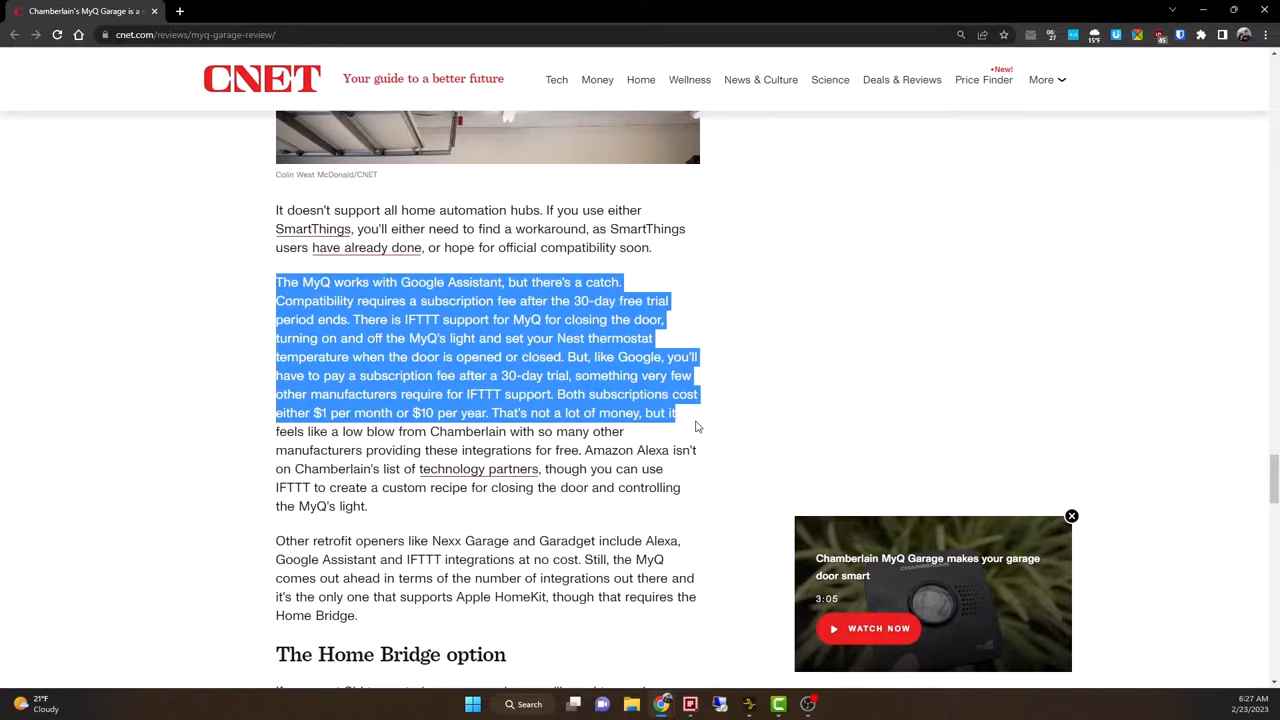 Chamberlain's MyQ Garage is a s
cnet.com/reviews/myq-garage-review/
CNET
Your guide to a better future
Tech Money Home Wellness News & Culture Science Deals & Reviews Price Finder More
•New!
Colin West McDonald/CNET
It doesn't support all home automation hubs. If you use either
SmartThings, you'll either need to find a workaround, as SmartThings
users have already done, or hope for official compatibility soon.
The MyQ works with Google Assistant, but there's a catch.
Compatibility requires a subscription fee after the 30-day free trial
period ends. There is IFTTT support for MyQ for closing the door,
turning on and off the MyQ's light and set your Nest thermostat
temperature when the door is opened or closed. But, like Google, you'll
have to pay a subscription fee after a 30-day trial, something very few
other manufacturers require for IFTTT support. Both subscriptions cost
either $1 per month or $10 per year. That's not a lot of money, but it
feels like a low blow from Chamberlain with so many other
manufacturers providing these integrations for free. Amazon Alexa isn't
on Chamberlain's list of technology partners, though you can use
IFTTT to create a custom recipe for closing the door and controlling
the MyQ's light.
Other retrofit openers like Nexx Garage and Garadget include Alexa,
Google Assistant and IFTTT integrations at no cost. Still, the MyQ
comes out ahead in terms of the number of integrations out there and
it's the only one that supports Apple HomeKit, though that requires the
Home Bridge.
The Home Bridge option
Chamberlain MyQ Garage makes your garage
door smart
3:05
WATCH NOW
21°F
Cloudy
Search
6:27 AM
2/23/2023